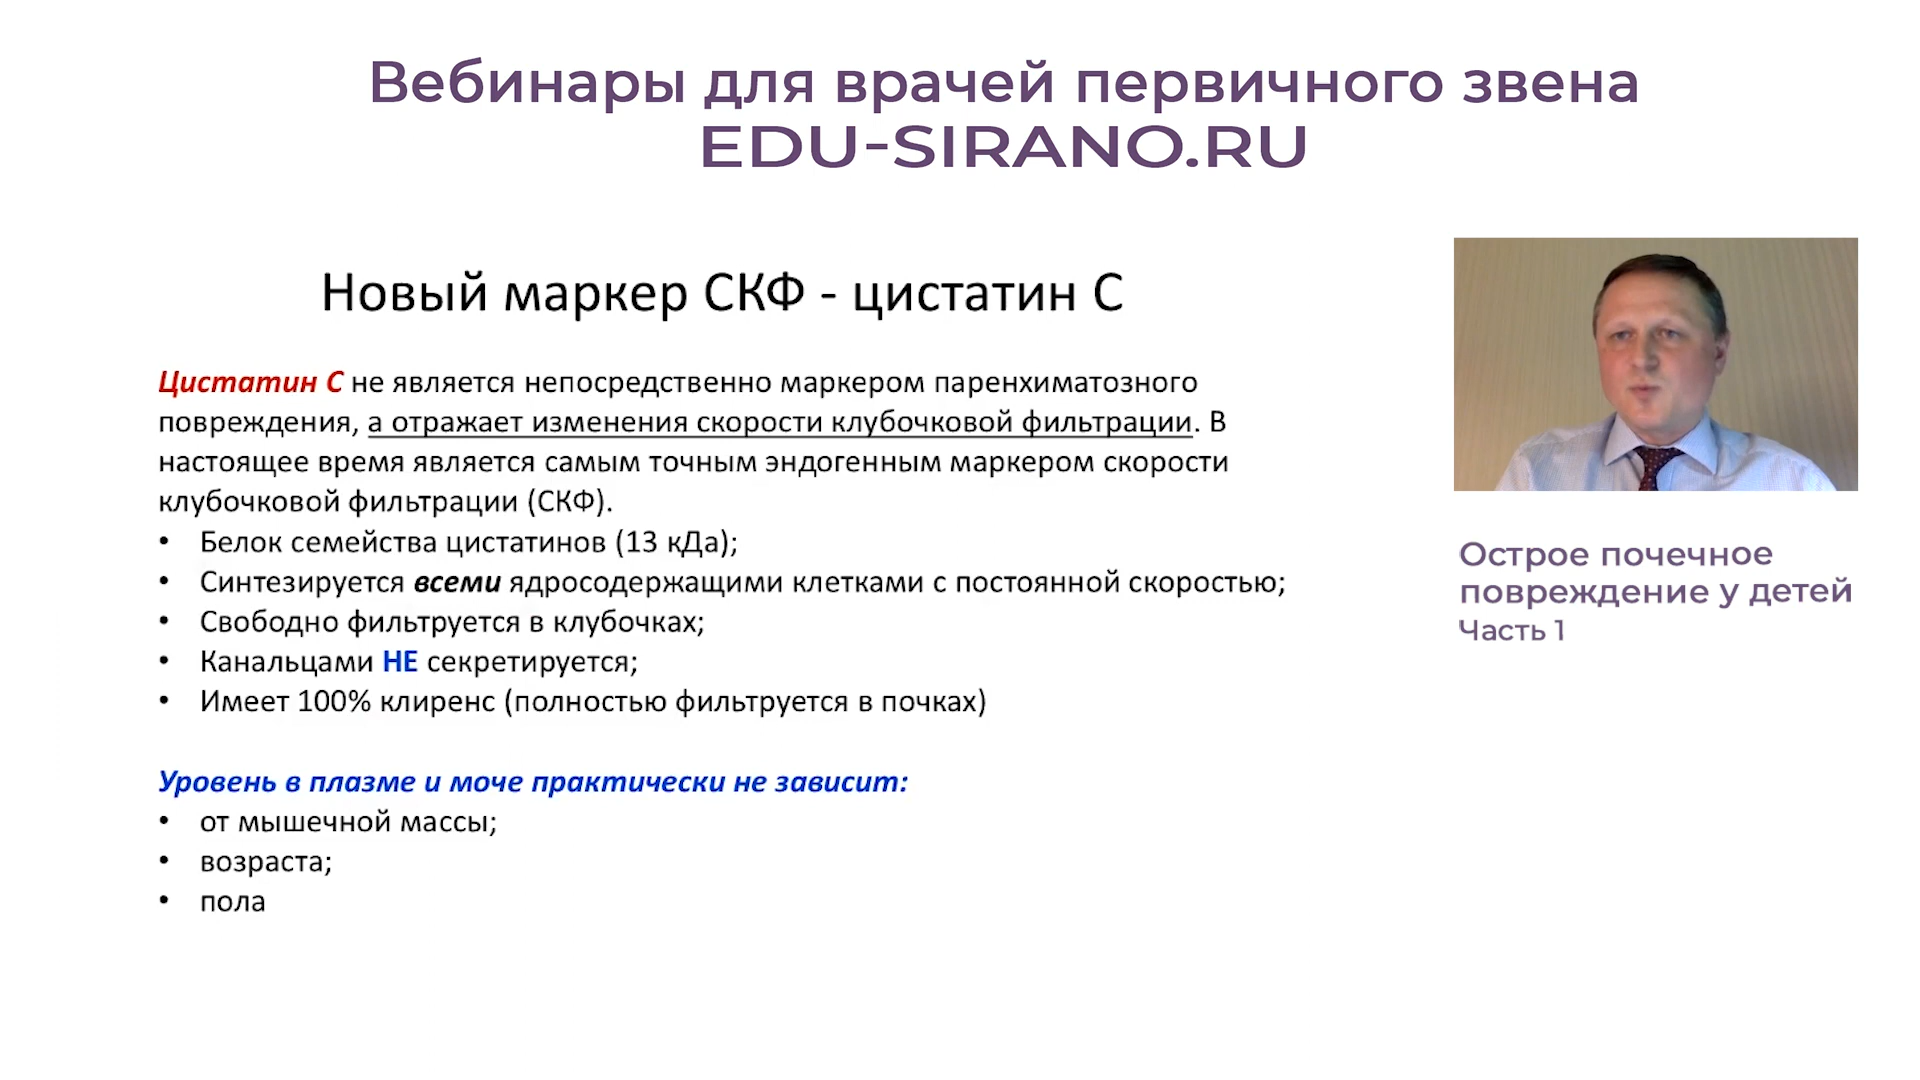 Вебинары для врачей первичного звена
EDU-SIRANO.RU
Новый маркер СКФ - цистатин С
Цистатин С не является непосредственно маркером паренхиматозного
повреждения, а отражает изменения скорости клубочковой фильтрации. В
настоящее время является самым точным эндогенным маркером скорости
клубочковой фильтрации (СКФ).
• Белок семейства цистатинов (13 кДа);
• Синтезируется всеми ядросодержащими клетками с постоянной скоростью;
• Свободно фильтруется в клубочках;
• Канальцами НЕ секретируется;
• Имеет 100% клиренс (полностью фильтруется в почках)
Уровень в плазме и моче практически не зависит:
• от мышечной массы;
• возраста;
• пола
Острое почечное
повреждение у детей
Часть 1